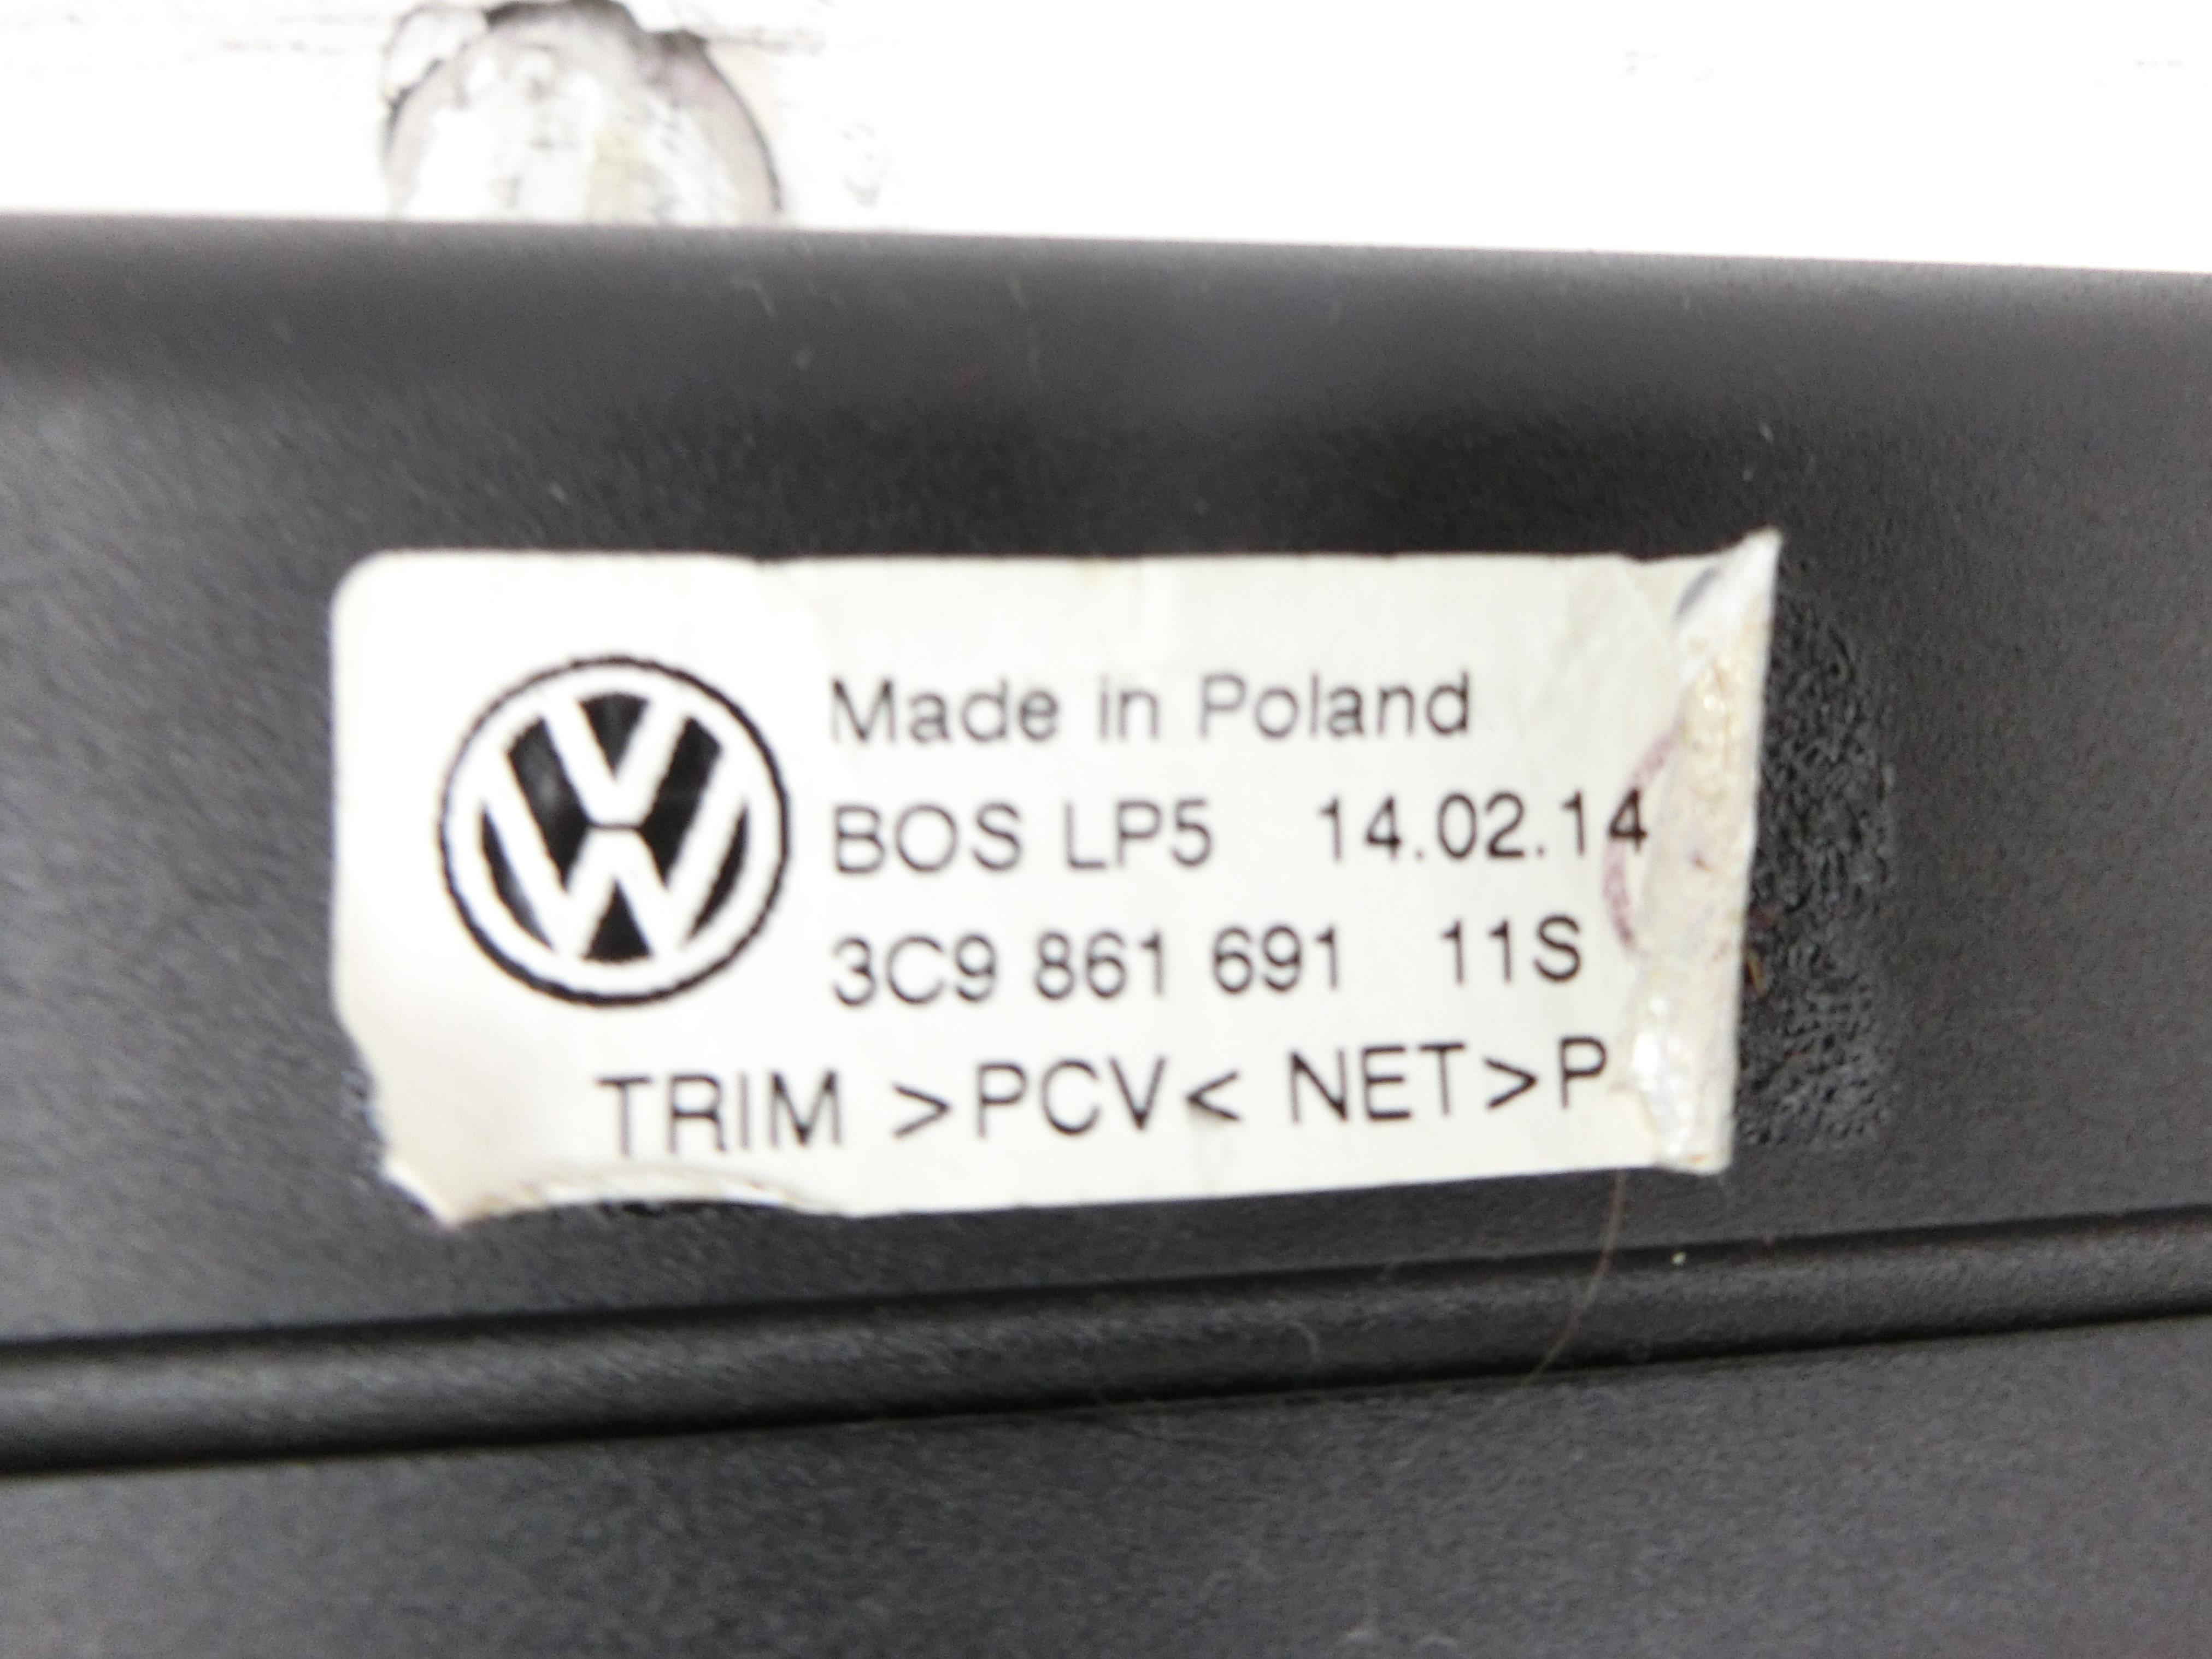 Made in Poland
BOS LP5 14.02.14
3C9 861 691 11S
TRIM >PCV< NET>P